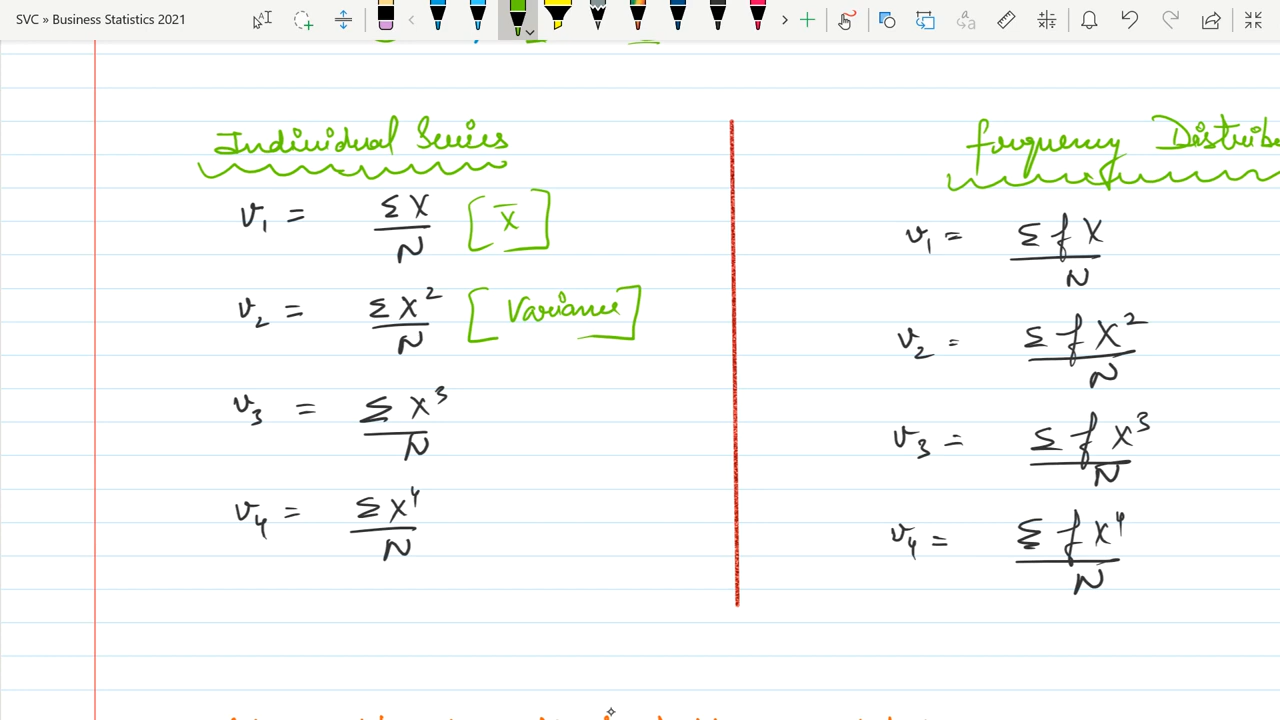 SVC » Business Statistics 2021
Individual Series
v₁ = ΣX/N [X̄]
v₂ = ΣX²/N [Variance]
v₃ = ΣX³/N
v₄ = ΣX⁴/N
frequency Distribu
v₁ = ΣfX/N
v₂ = ΣfX²/N
v₃ = ΣfX³/N
v₄ = ΣfX⁴/N